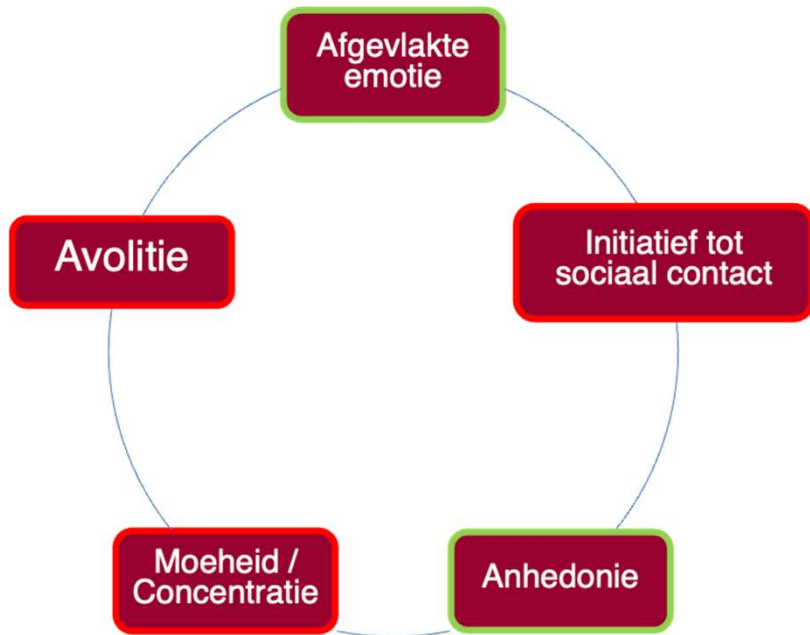 Afgevlakte
emotie
Initiatief tot
sociaal contact
Anhedonie
Moeheid /
Concentratie
Avolitie